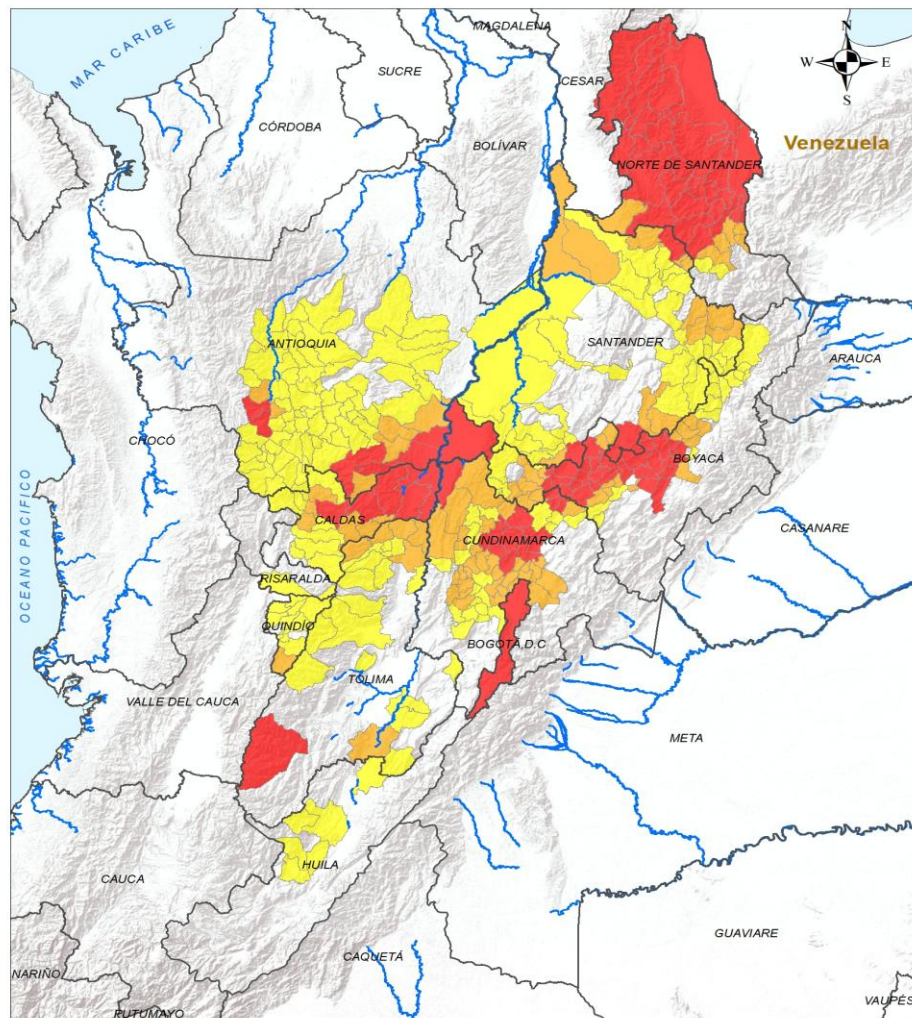 MAGDALENA
MAR CARIBE
N
W
E
S
SUCRE
CESAR
CÓRDOBA
BOLÍVAR
Venezuela
NORTE DE SANTANDER
ANTIOQUIA
SANTANDER
ARAUCA
CHOCÓ
BOYACÁ
OCEANO PACIFICO
CALDAS
CUNDINAMARCA
CASANARE
RISARALDA
QUINDÍO
BOGOTÁ,D.C
TOLIMA
VALLE DEL CAUCA
META
HUILA
CAUCA
GUAVIARE
CAQUETÁ
NARIÑO
PUTUMAYO
VAUPÉS